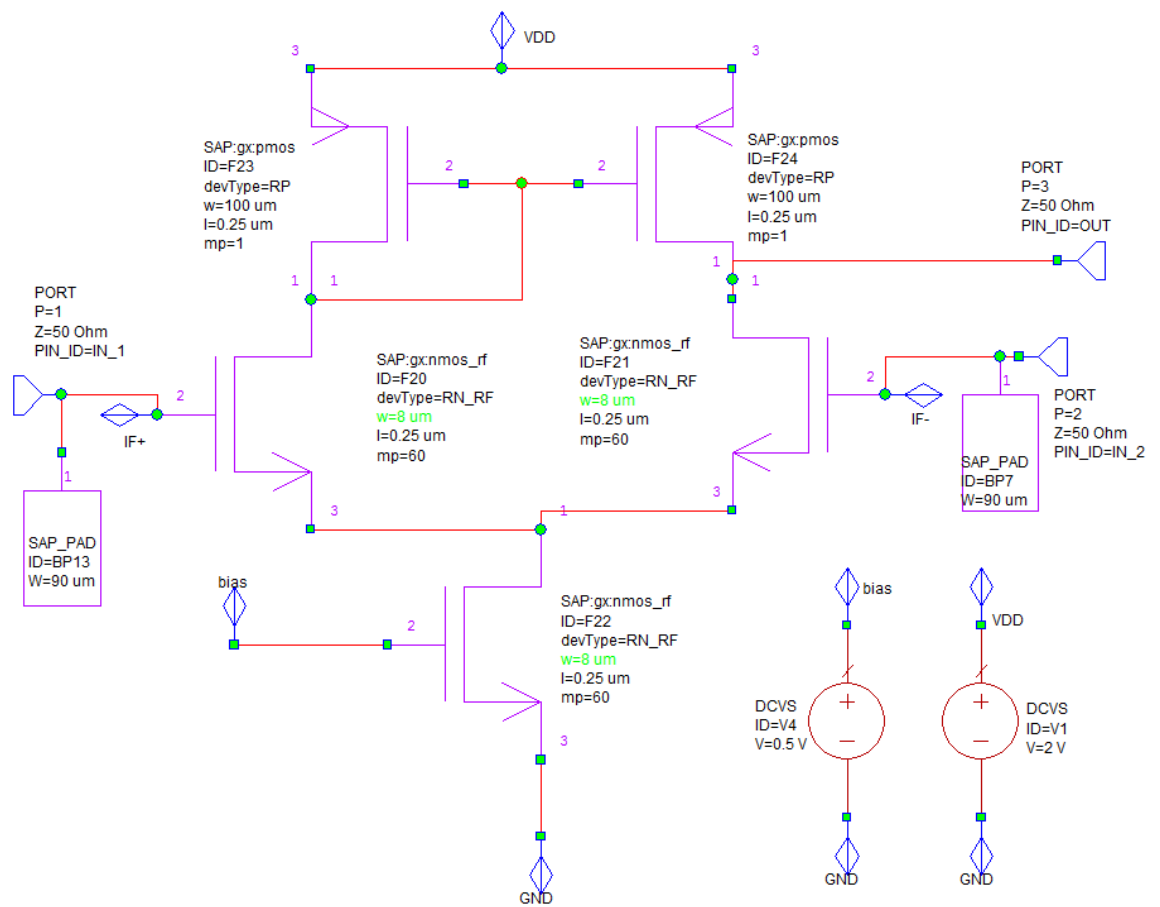 VDD
3
3
SAP:gx:pmos
ID=F23
devType=RP
w=100 um
l=0.25 um
mp=1
2
2
SAP:gx:pmos
ID=F24
devType=RP
w=100 um
l=0.25 um
mp=1
PORT
P=3
Z=50 Ohm
PIN_ID=OUT
1
1
1
1
PORT
P=1
Z=50 Ohm
PIN_ID=IN_1
2
IF+
SAP:gx:nmos_rf
ID=F20
devType=RN_RF
w=8 um
l=0.25 um
mp=60
SAP:gx:nmos_rf
ID=F21
devType=RN_RF
w=8 um
l=0.25 um
mp=60
2
IF-
1
PORT
P=2
Z=50 Ohm
PIN_ID=IN_2
SAP_PAD
ID=BP7
W=90 um
1
SAP_PAD
ID=BP13
W=90 um
3
3
1
bias
2
SAP:gx:nmos_rf
ID=F22
devType=RN_RF
w=8 um
l=0.25 um
mp=60
3
GND
bias
DCVS
ID=V4
V=0.5 V
GND
VDD
DCVS
ID=V1
V=2 V
GND